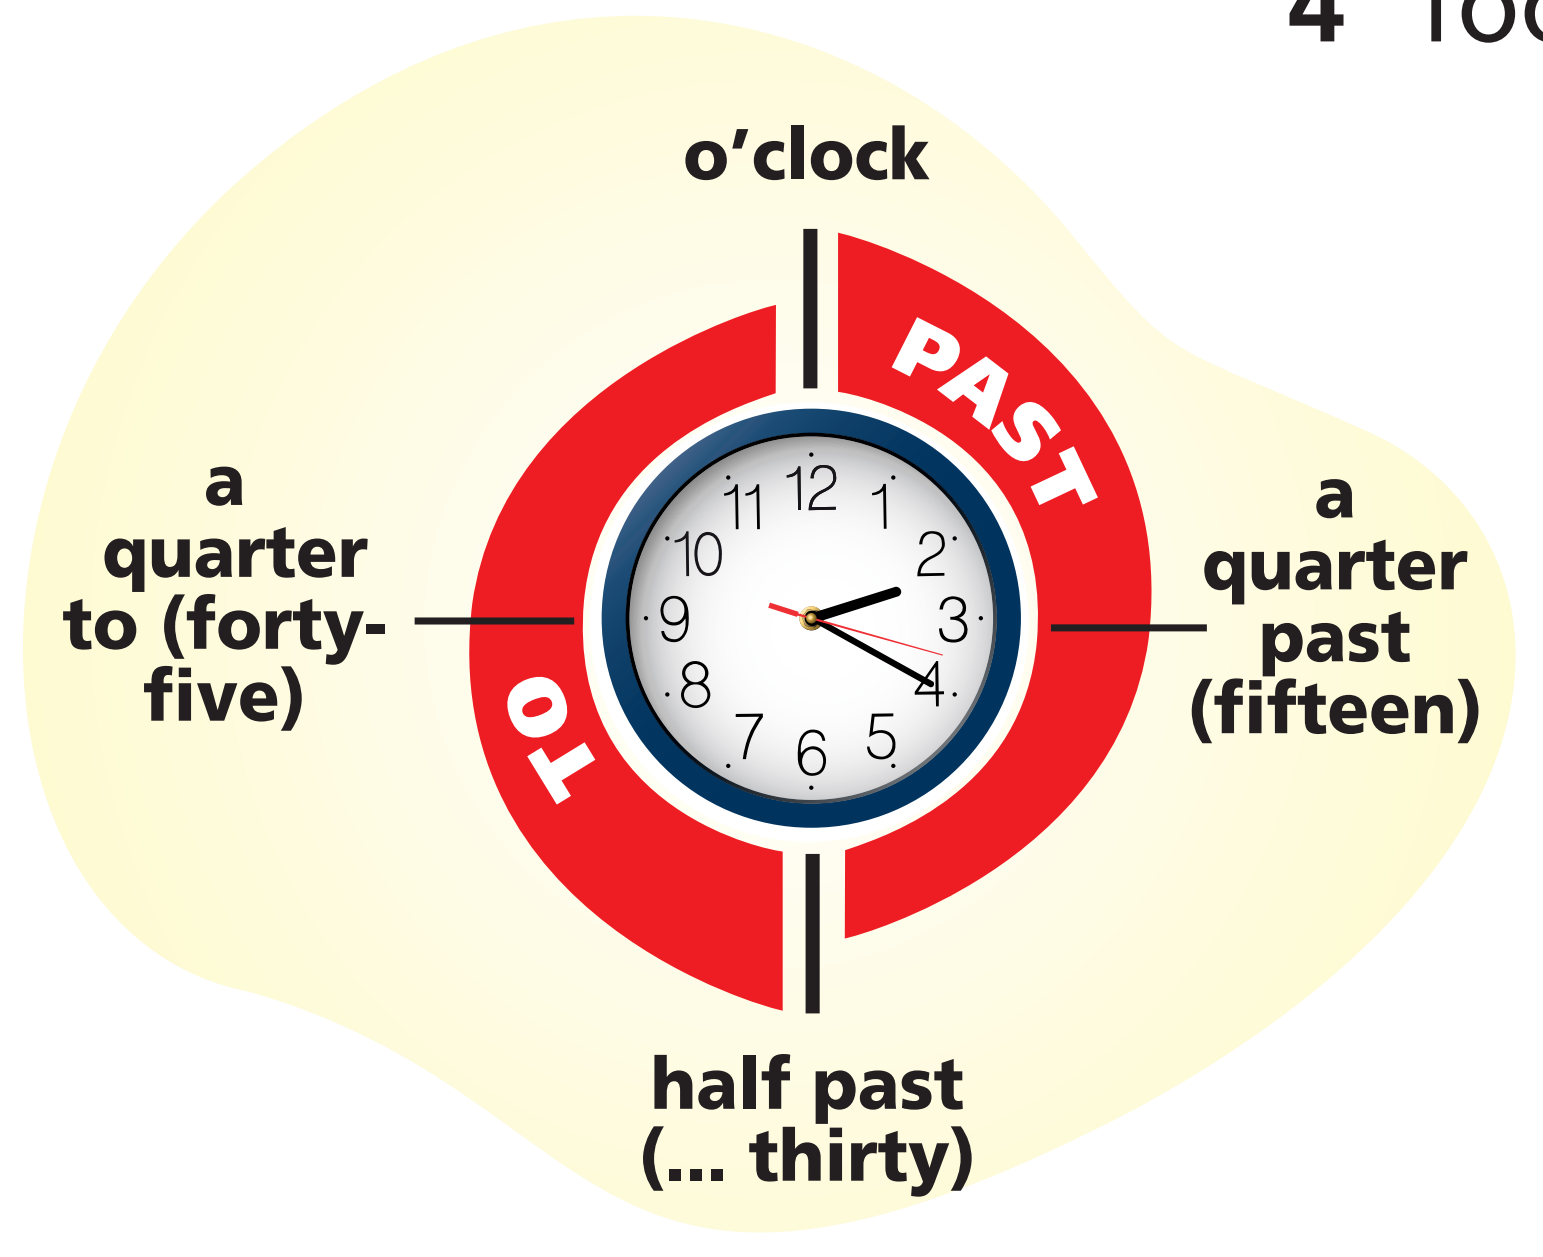 4
o’clock
PAST
a
quarter
to (forty-
five)
a
quarter
past
(fifteen)
TO
12
1
2
3
4
5
6
7
8
9
10
11
half past
(... thirty)